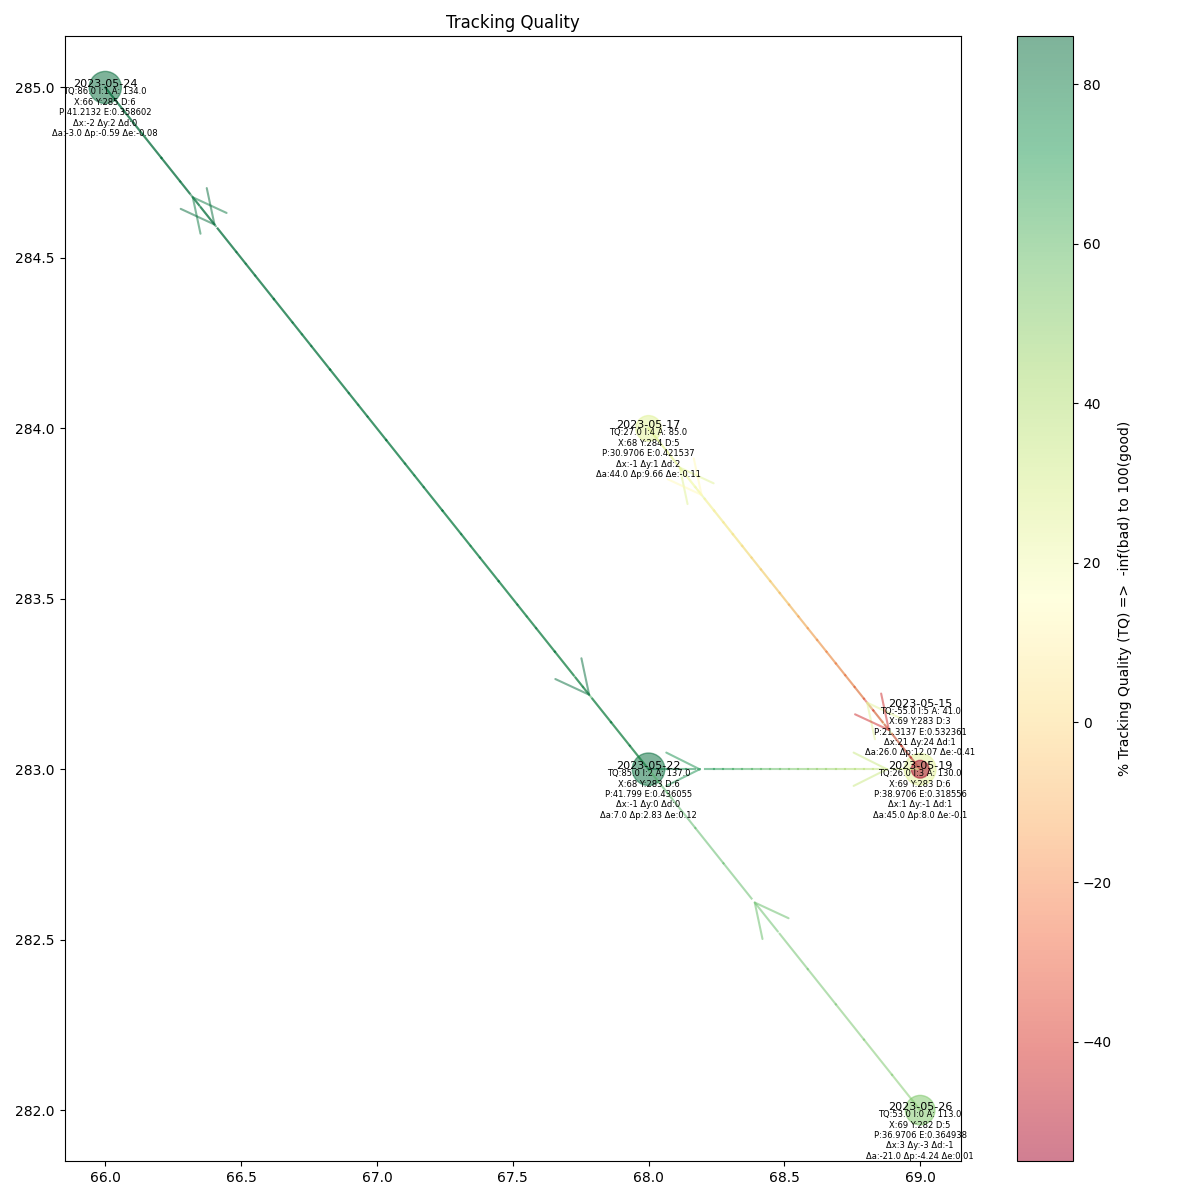 Tracking Quality
285.0
284.5
284.0
283.5
283.0
282.5
282.0
2023-05-24
TQ:86.0 I:1 A: 134.0
X:66 Y:285 D:6
P:41.2132 E:0.358602
Δx:-2 Δy:2 Δd:0
Δa:-3.0 Δp:-0.59 Δe:-0.08
2023-05-17
TQ:27.0 I:4 A: 85.0
X:68 Y:284 D:5
P:30.9706 E:0.421537
Δx:-1 Δy:1 Δd:2
Δa:44.0 Δp:9.66 Δe:-0.11
2023-05-15
TQ:-55.0 I:5 A: 41.0
X:69 Y:283 D:3
P:21.3137 E:0.532361
Δx:21 Δy:24 Δd:1
Δa:26.0 Δp:12.07 Δe:-0.41
2023-05-22
TQ:85.0 I:2 A: 137.0
X:68 Y:283 D:6
P:41.799 E:0.436055
Δx:-1 Δy:0 Δd:0
Δa:7.0 Δp:2.83 Δe:0.12
2023-05-19
TQ:26.0 I:3 A: 130.0
X:69 Y:283 D:6
P:38.9706 E:0.318556
Δx:1 Δy:-1 Δd:1
Δa:45.0 Δp:8.0 Δe:-0.1
2023-05-26
TQ:53.0 I:0 A: 113.0
X:69 Y:282 D:5
P:36.9706 E:0.364938
Δx:3 Δy:-3 Δd:-1
Δa:-21.0 Δp:-4.24 Δe:0.01
66.0 66.5 67.0 67.5 68.0 68.5 69.0
80
60
40
20
0
−20
−40
% Tracking Quality (TQ) => -inf(bad) to 100(good)